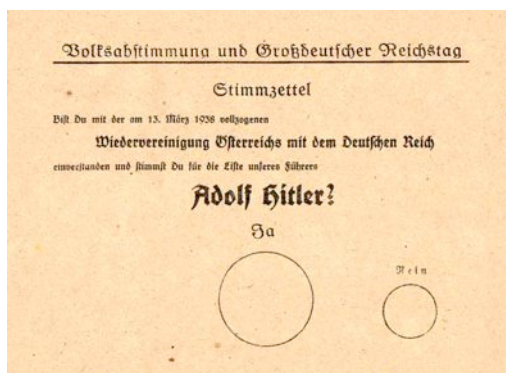 Volksabstimmung und Großdeutscher Reichstag
Stimmzettel
Bist Du mit der am 13. März 1938 vollzogenen
Wiedervereinigung Österreichs mit dem Deutschen Reich
einverstanden und stimmst Du für die Liste unseres Führers
Adolf Hitler?
Ja
Nein